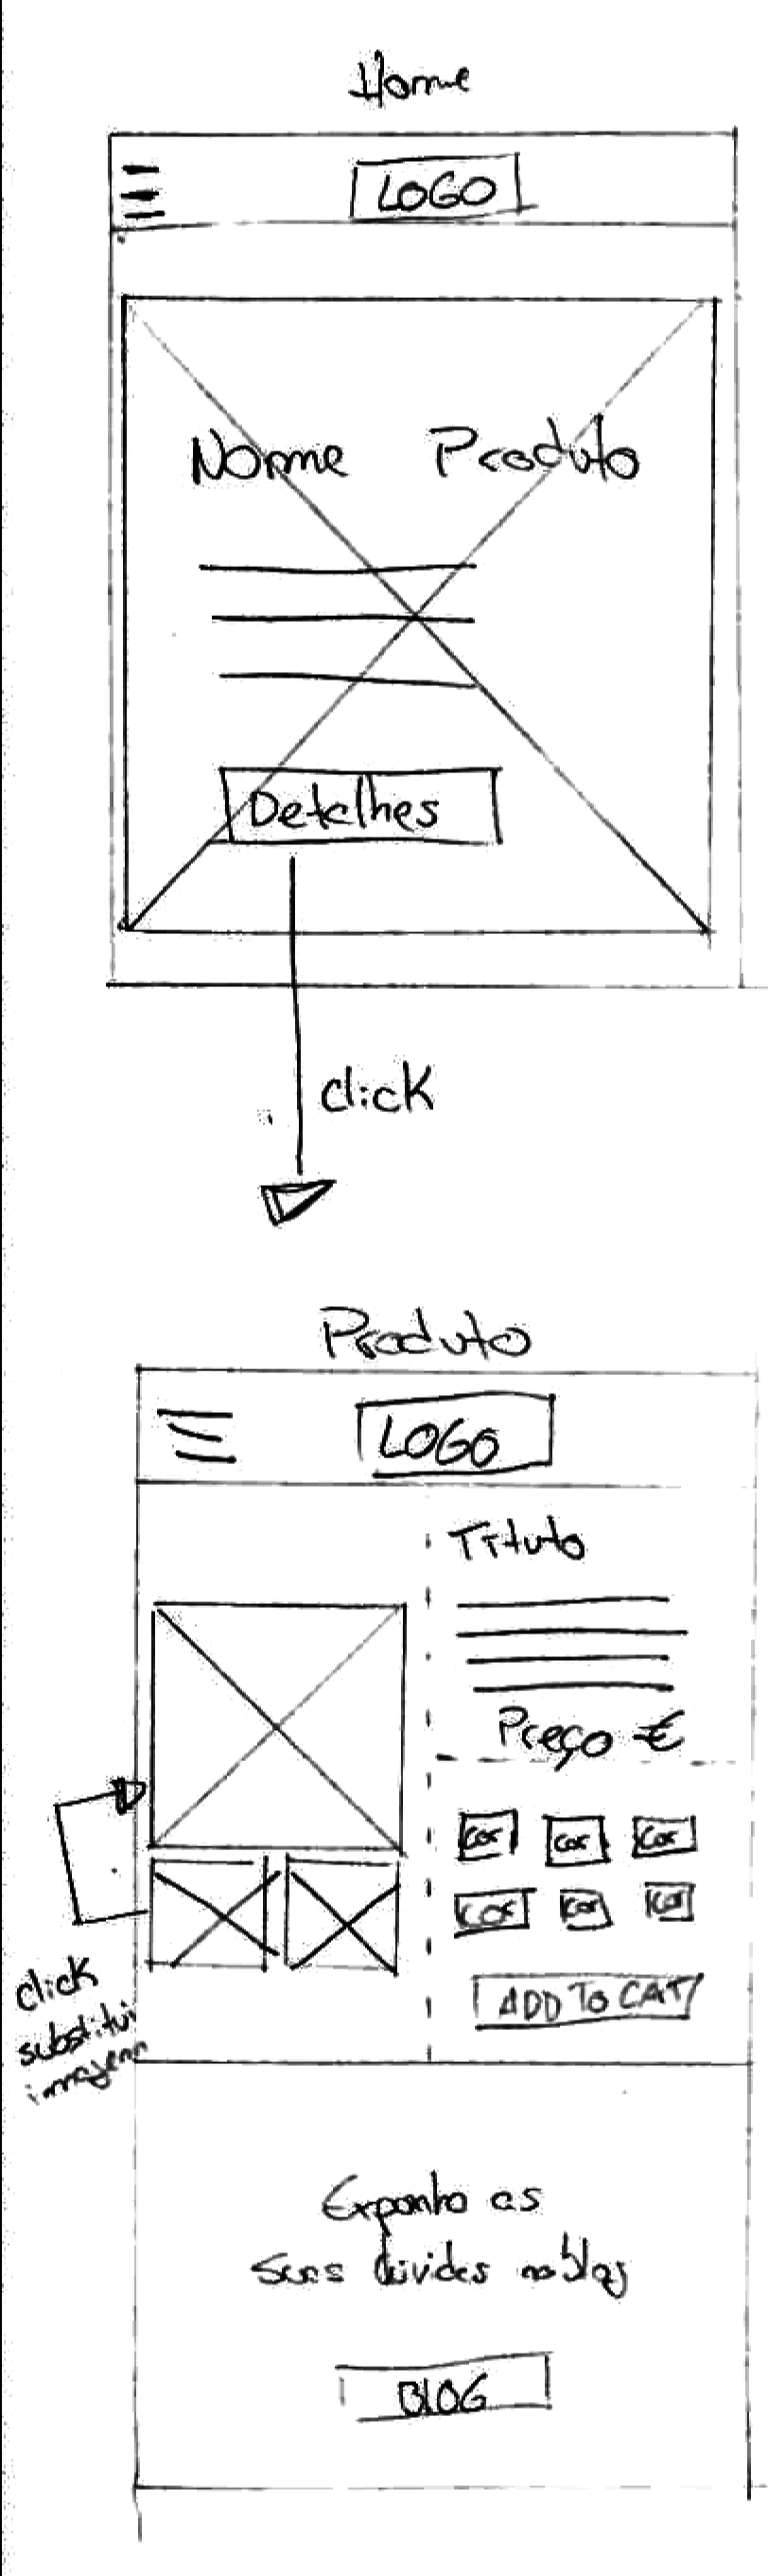 Home
LOGO
Nome Produto
Detalhes
click
Produto
LOGO
Titulo
Preço €
Cor Cor Cor
Cor Cor Cor
ADD TO CAT
click
substitui
imagem
Exponha as
suas dúvidas no blog
BLOG